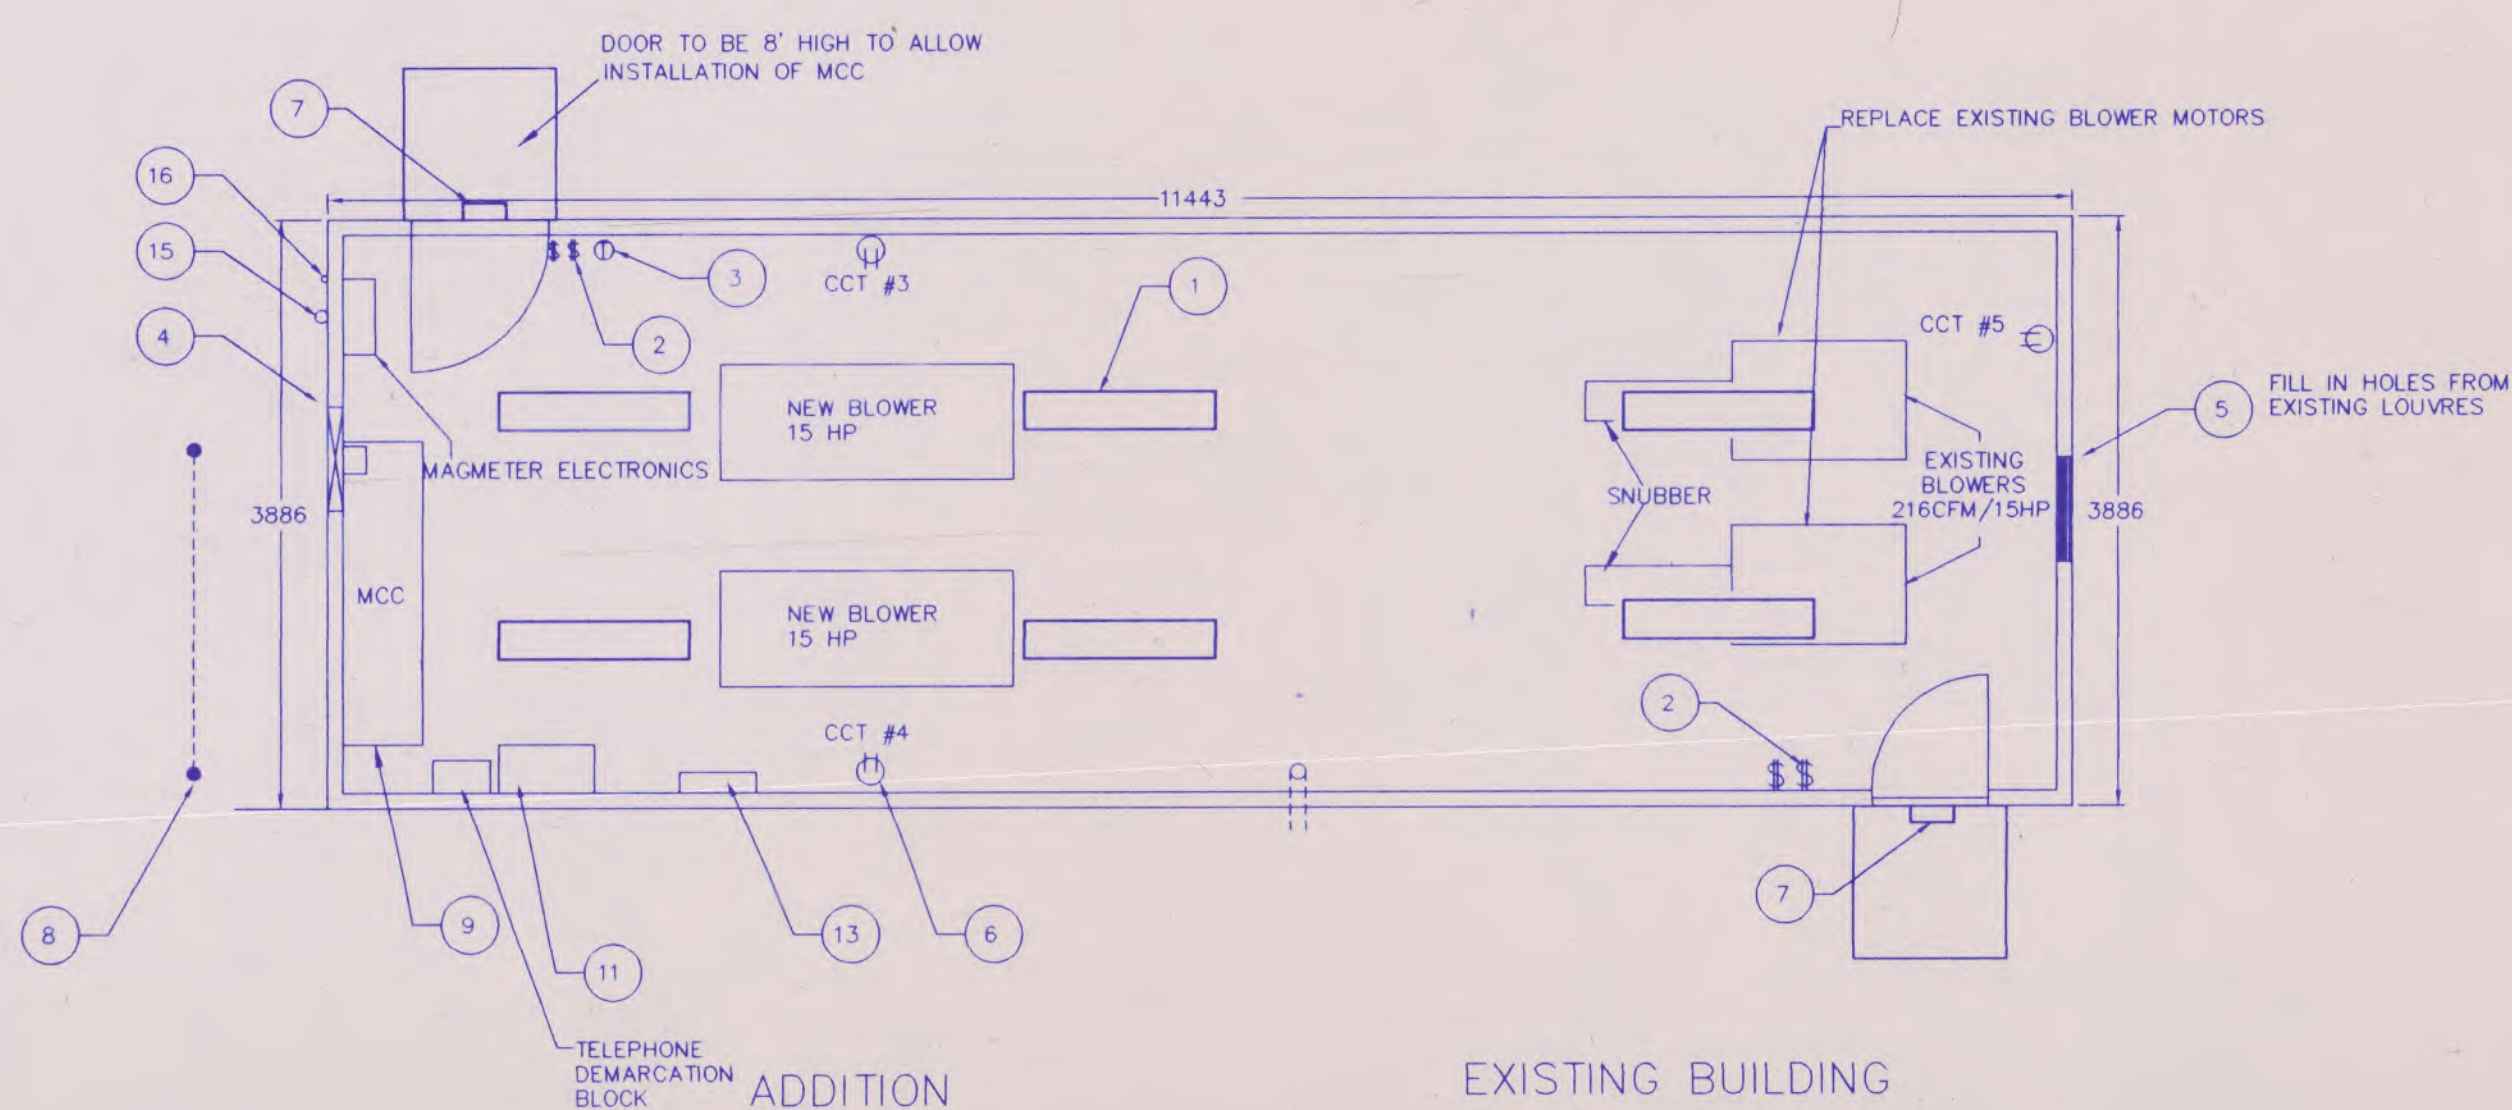 DOOR TO BE 8' HIGH TO ALLOW
INSTALLATION OF MCC
7
REPLACE EXISTING BLOWER MOTORS
16
11443
15
3
CCT #3
1
4
2
CCT #5
FILL IN HOLES FROM
EXISTING LOUVRES
5
NEW BLOWER
15 HP
MAGMETER ELECTRONICS
EXISTING
BLOWERS
216CFM/15HP
SNUBBER
3886
3886
MCC
NEW BLOWER
15 HP
2
CCT #4
$ $
$ $
7
8
9
13
6
11
TELEPHONE
DEMARCATION
BLOCK
ADDITION
EXISTING BUILDING